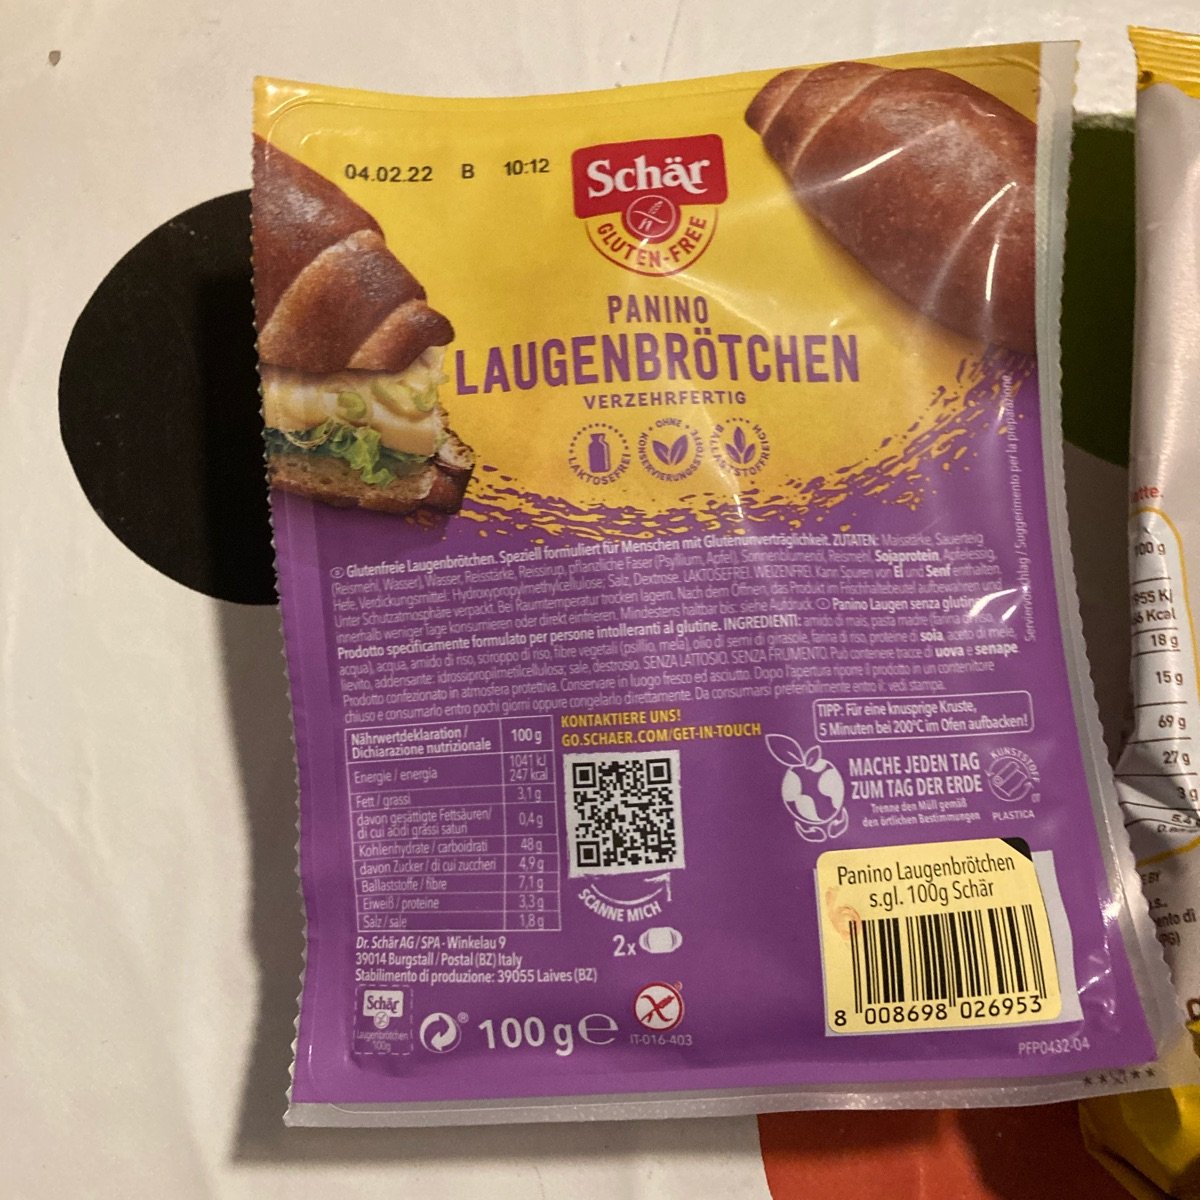 04.02.22 B 10:12
Schär
GLUTEN-FREE
PANINO
LAUGENBRÖTCHEN
VERZEHRFERTIG
LAKTOSEFREI
OHNE KONSERVIERUNGSSTOFFE
BALLASTSTOFFREICH
Serviervorschlag / Suggerimento per la preparazione
Glutenfreie Laugenbrötchen. Speziell formuliert für Menschen mit Glutenunverträglichkeit. ZUTATEN: Maisstärke, Sauerteig
(Reismehl, Wasser), Wasser, Reisstärke, Reissirup, pflanzliche Faser (Psyllium, Apfel), Sonnenblumenöl, Reismehl, Sojaprotein, Apfelessig,
Hefe, Verdickungsmittel: Hydroxypropylmethylcellulose; Salz, Dextrose. LAKTOSEFREI. WEIZENFREI. Kann Spuren von Ei und Senf enthalten.
Unter Schutzatmosphäre verpackt. Bei Raumtemperatur trocken lagern. Nach dem Öffnen, das Produkt im Frischhaltebeutel aufbewahren und
innerhalb weniger Tage konsumieren oder direkt einfrieren. Mindestens haltbar bis: siehe Aufdruck. Panino Laugen senza glutine.
Prodotto specificamente formulato per persone intolleranti al glutine. INGREDIENTI: amido di mais, pasta madre (farina di riso,
acqua), acqua, amido di riso, sciroppo di riso, fibre vegetali (psillio, mela), olio di semi di girasole, farina di riso, proteine di soia, aceto di mele,
lievito, addensante: idrossipropilmetilcellulosa; sale, destrosio. SENZA LATTOSIO. SENZA FRUMENTO. Può contenere tracce di uova e senape.
Prodotto confezionato in atmosfera protettiva. Conservare in luogo fresco ed asciutto. Dopo l'apertura riporre il prodotto in un contenitore
chiuso e consumarlo entro pochi giorni oppure congelarlo direttamente. Da consumarsi preferibilmente entro il: vedi stampa.
Nährwertdeklaration /
Dichiarazione nutrizionale 100 g
Energie / energia 1041 kJ
247 kcal
Fett / grassi 3,1 g
davon gesättigte Fettsäuren/
di cui acidi grassi saturi 0,4 g
Kohlenhydrate / carboidrati 48 g
davon Zucker / di cui zuccheri 4,9 g
Ballaststoffe / fibre 7,1 g
Eiweiß / proteine 3,3 g
Salz / sale 1,8 g
KONTAKTIERE UNS!
GO.SCHAER.COM/GET-IN-TOUCH
SCANNE MICH
2x
TIPP: Für eine knusprige Kruste,
5 Minuten bei 200°C im Ofen aufbacken!
MACHE JEDEN TAG
ZUM TAG DER ERDE
Trenne den Müll gemäß
den örtlichen Bestimmungen
KUNSTSTOFF
07
PLASTICA
Dr. Schär AG / SPA - Winkelau 9
39014 Burgstall / Postal (BZ) Italy
Stabilimento di produzione: 39055 Laives (BZ)
Schär
Laugenbrötchen
100g
100 g e
IT-016-403
Panino Laugenbrötchen
s.gl. 100g Schär
8 008698 026953
PFP0432-04
atte.
100 g
Kcal
18 g
15 g
69 g
27g
3 g
ento di